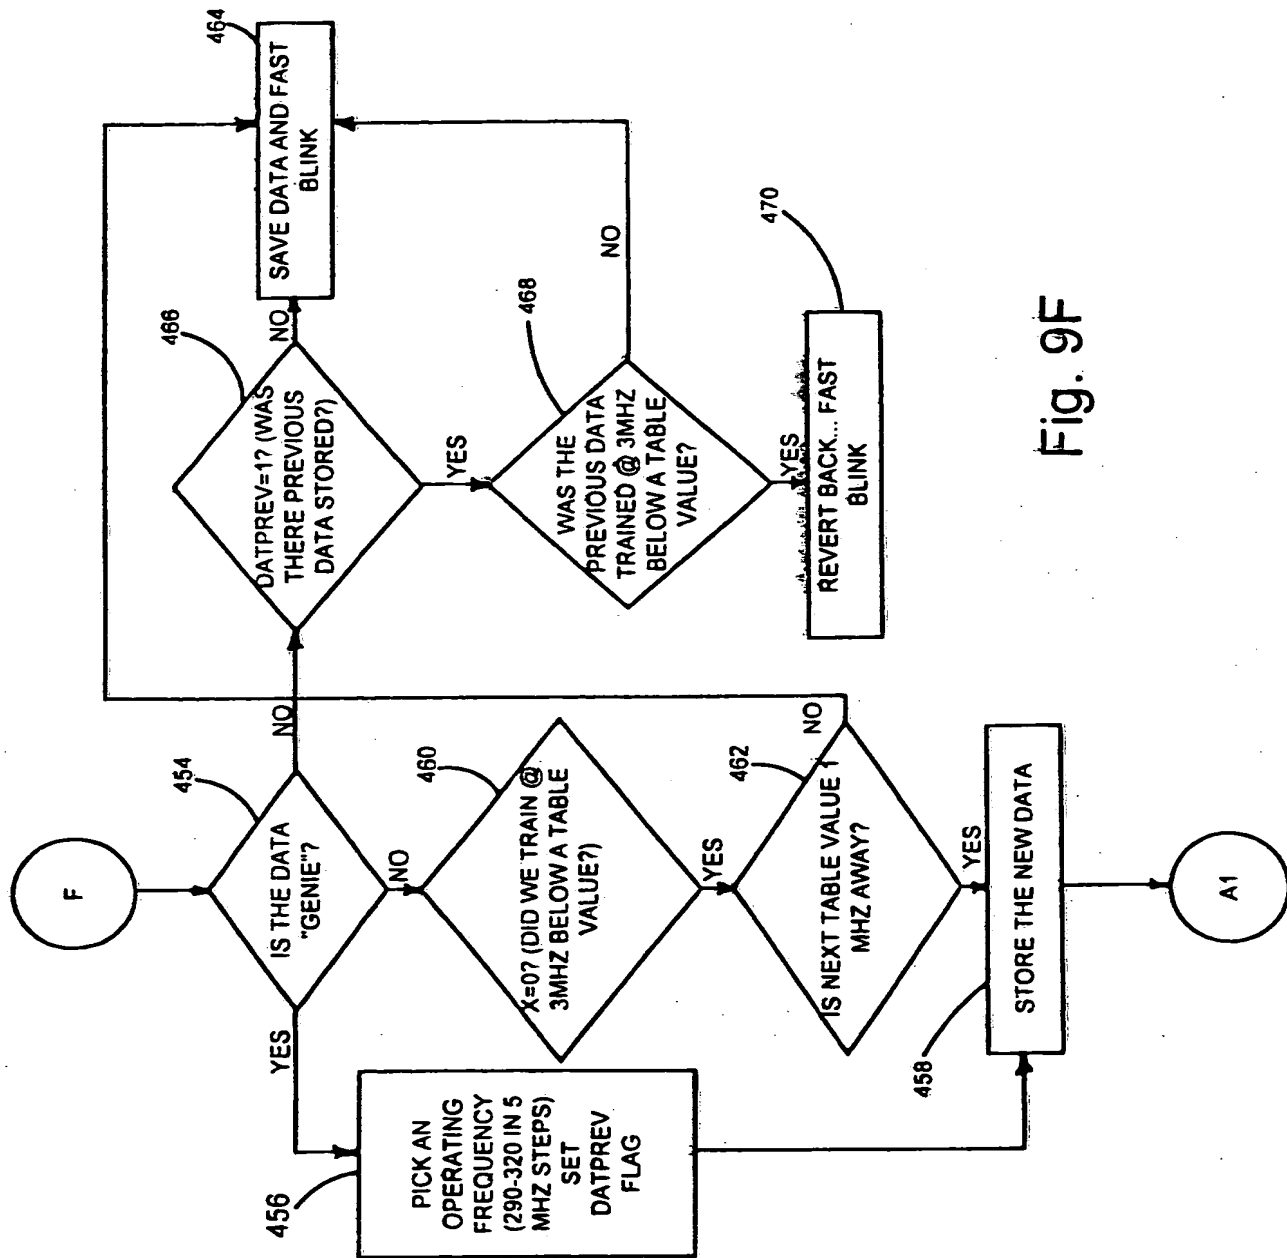 F
454
IS THE DATA
"GENIE"?
YES
NO
NO
456
PICK AN
OPERATING
FREQUENCY
(290-320 IN 5
MHZ STEPS)
SET
DATPREV
FLAG
460
X=0? (DID WE TRAIN @
3MHZ BELOW A TABLE
VALUE?)
YES
462
IS NEXT TABLE VALUE 1
MHZ AWAY?
NO
YES
458
STORE THE NEW DATA
A1
466
DATPREV=1? (WAS
THERE PREVIOUS
DATA STORED?)
NO
YES
464
SAVE DATA AND FAST
BLINK
468
WAS THE
PREVIOUS DATA
TRAINED @ 3MHZ
BELOW A TABLE
VALUE?
NO
YES
470
REVERT BACK... FAST
BLINK
Fig. 9F